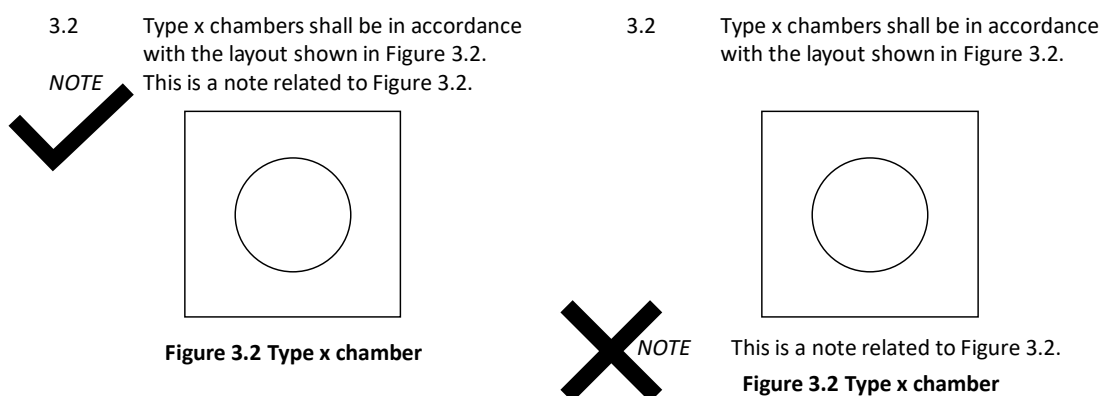 3.2 Type x chambers shall be in accordance
with the layout shown in Figure 3.2.
NOTE This is a note related to Figure 3.2.
Figure 3.2 Type x chamber
3.2 Type x chambers shall be in accordance
with the layout shown in Figure 3.2.
NOTE This is a note related to Figure 3.2.
Figure 3.2 Type x chamber